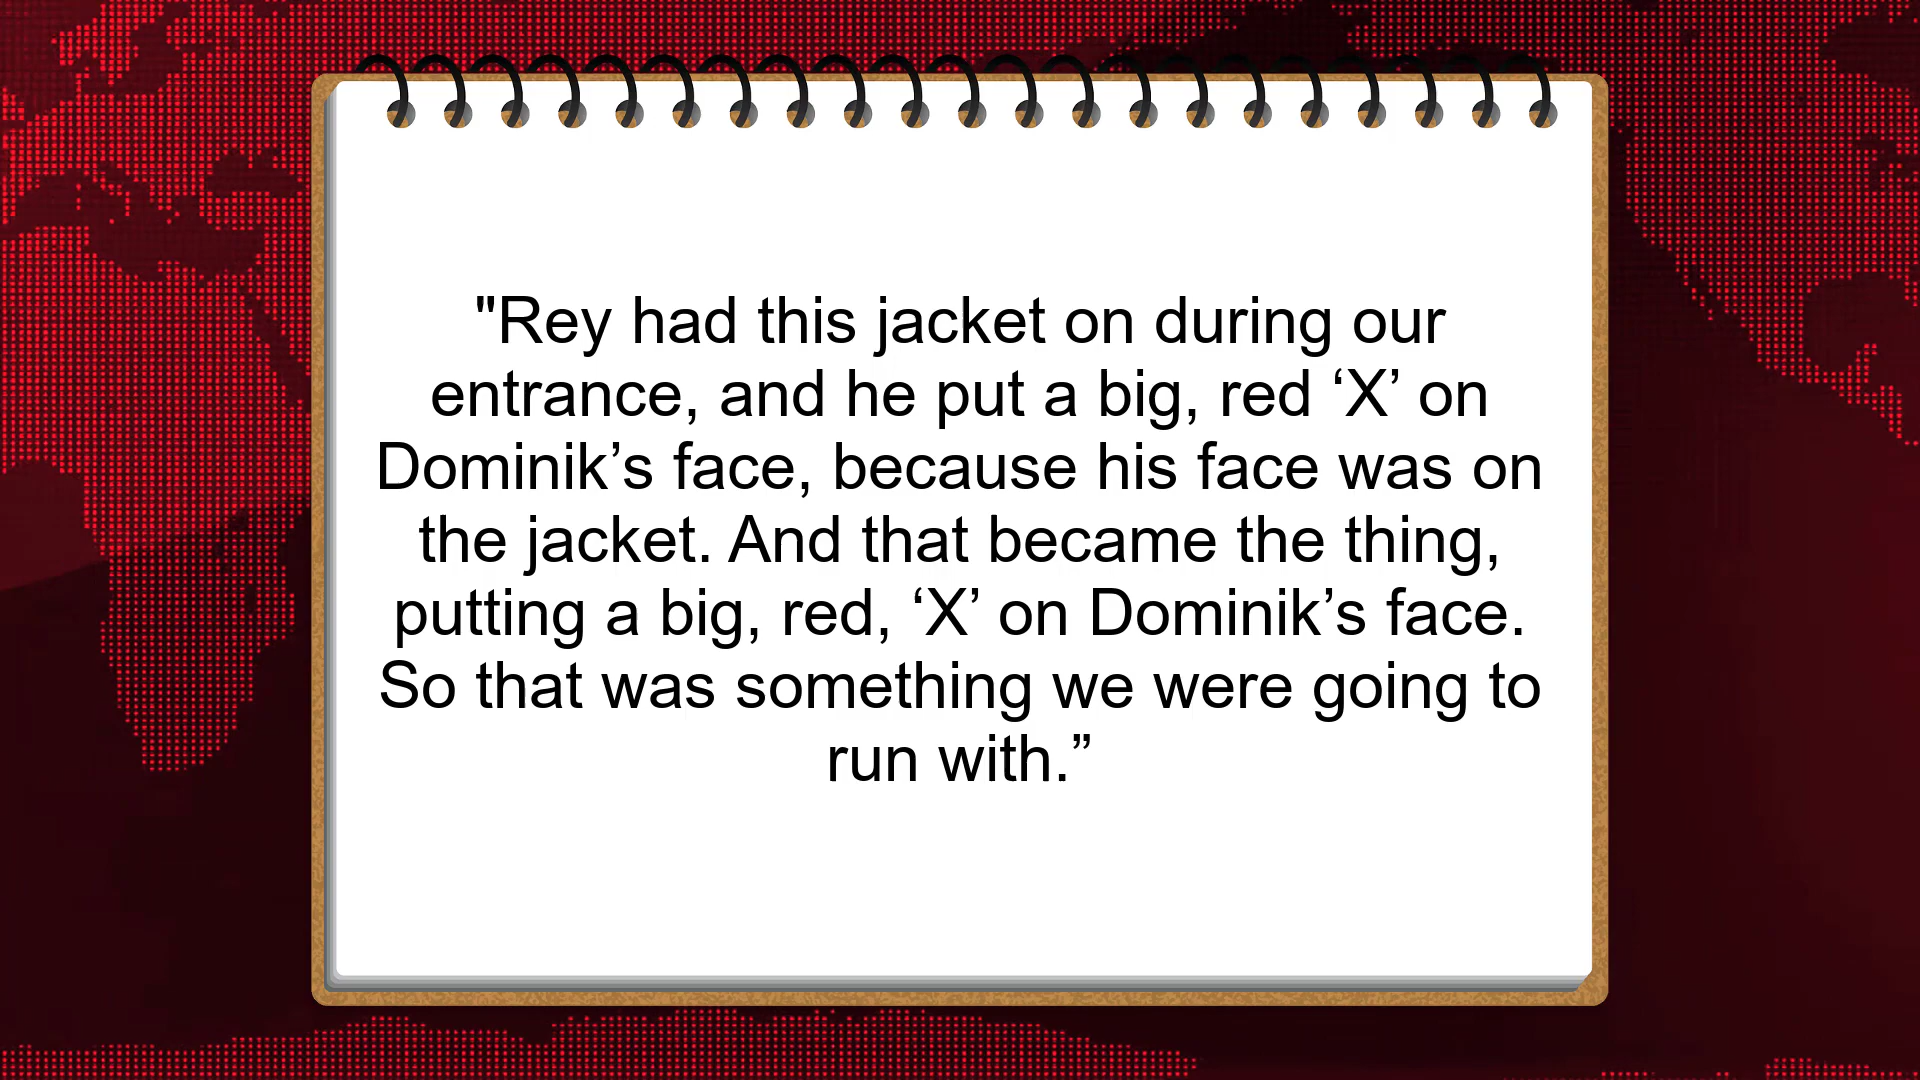 "Rey had this jacket on during our
entrance, and he put a big, red ‘X’ on
Dominik’s face, because his face was on
the jacket. And that became the thing,
putting a big, red, ‘X’ on Dominik’s face.
So that was something we were going to
run with.”